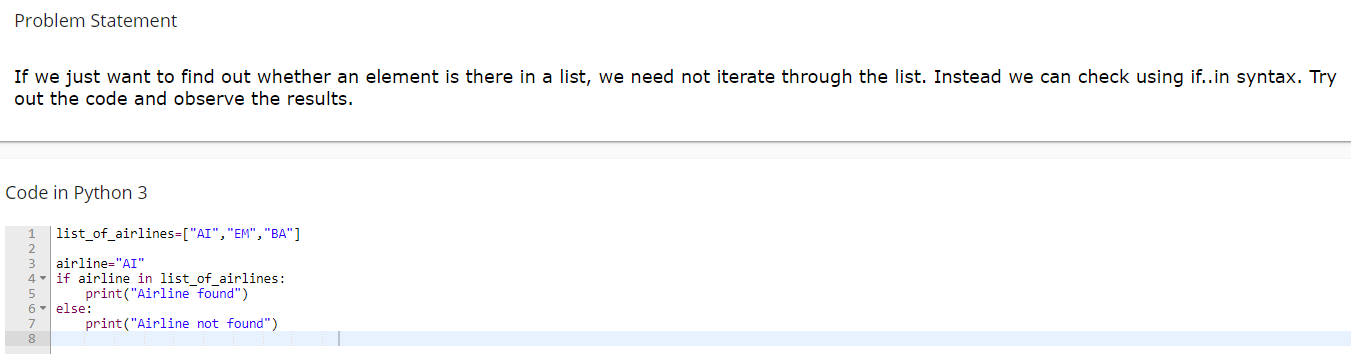 Problem Statement
If we just want to find out whether an element is there in a list, we need not iterate through the list. Instead we can check using if..in syntax. Try
out the code and observe the results.
Code in Python 3
1 list_of_airlines=["AI","EM","BA"]
2
3 airline="AI"
4 if airline in list_of_airlines:
5     print("Airline found")
6 else:
7     print("Airline not found")
8